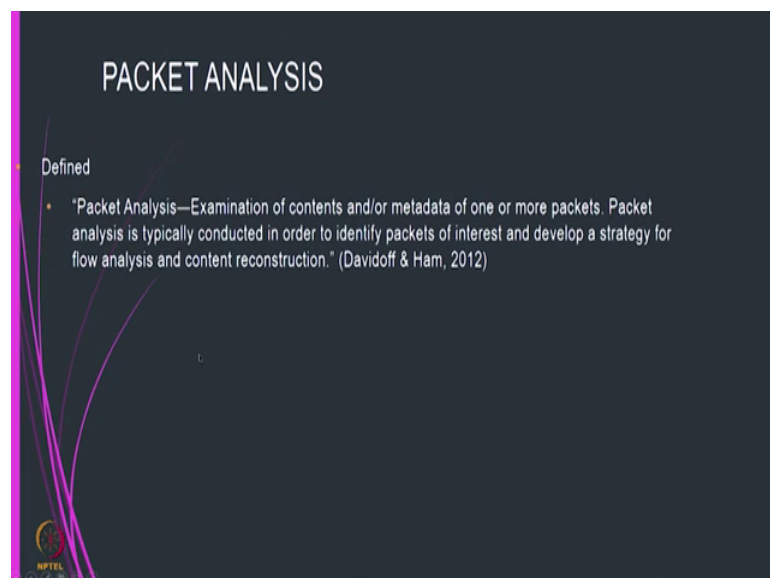 PACKET ANALYSIS
Defined
“Packet Analysis—Examination of contents and/or metadata of one or more packets. Packet
analysis is typically conducted in order to identify packets of interest and develop a strategy for
flow analysis and content reconstruction.” (Davidoff & Ham, 2012)
NPTEL